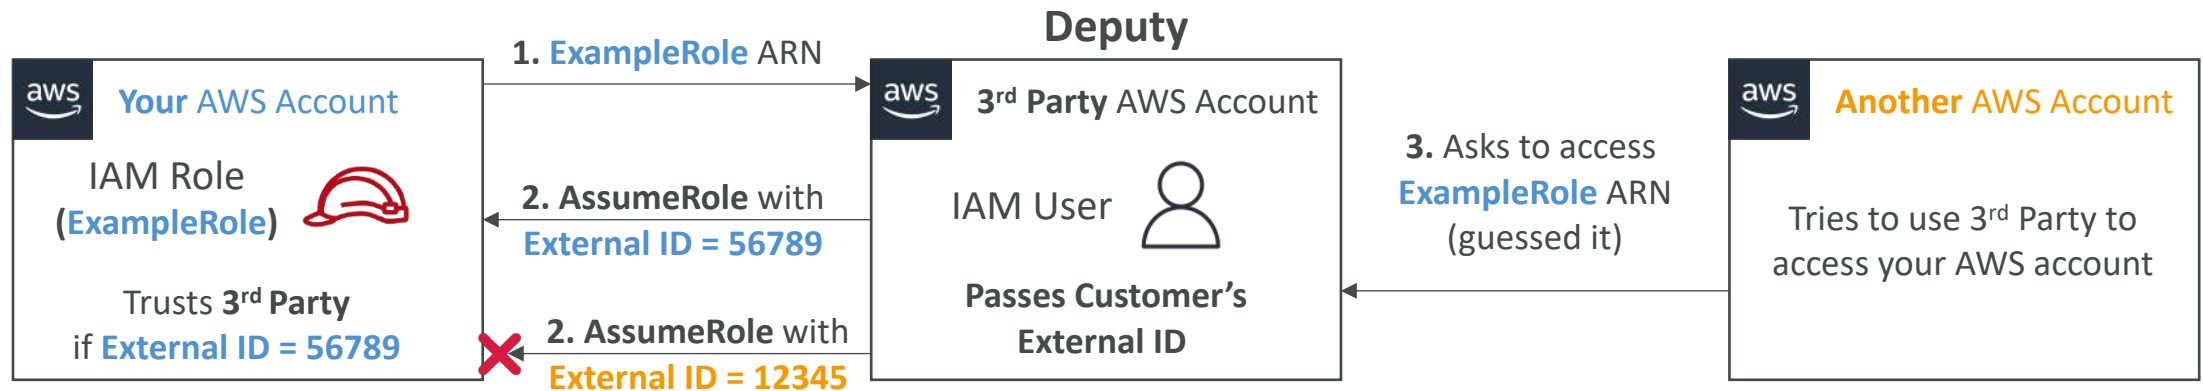 Deputy
aws
Your AWS Account
IAM Role
(ExampleRole)
Trusts 3rd Party
if External ID = 56789
1. ExampleRole ARN
2. AssumeRole with
External ID = 56789
2. AssumeRole with
External ID = 12345
aws
3rd Party AWS Account
IAM User
Passes Customer's
External ID
3. Asks to access
ExampleRole ARN
(guessed it)
aws
Another AWS Account
Tries to use 3rd Party to
access your AWS account